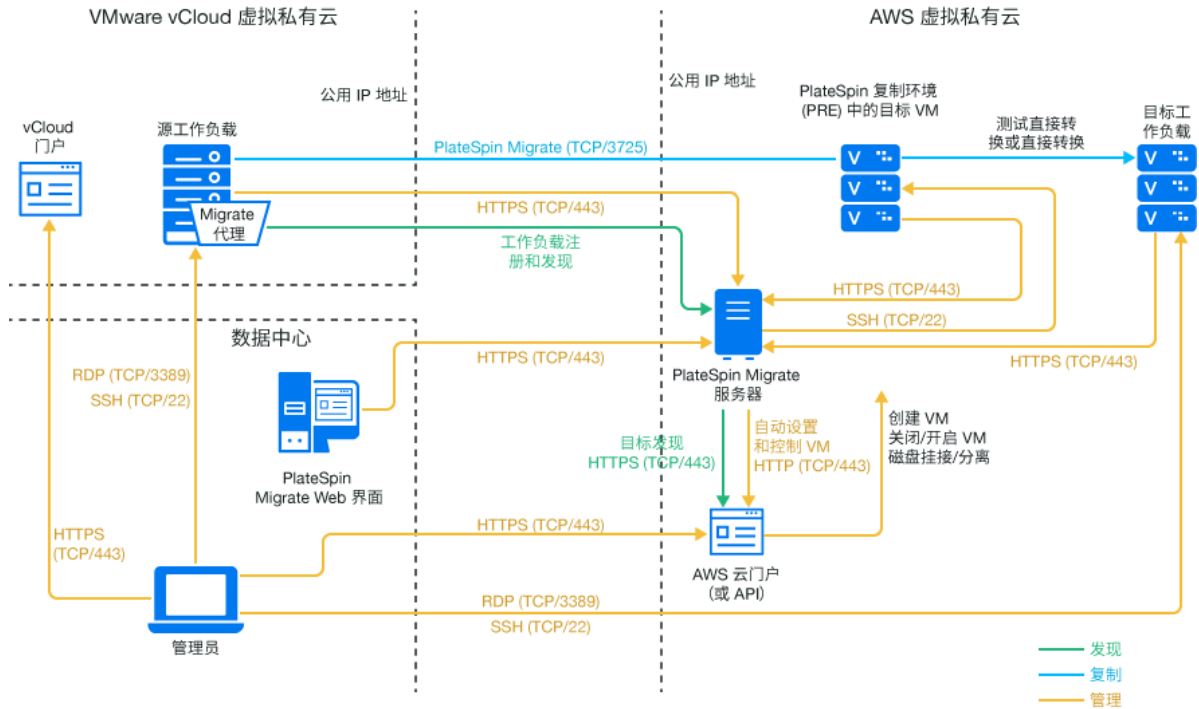 VMware vCloud 虚拟私有云
AWS 虚拟私有云
公用 IP 地址
公用 IP 地址
vCloud
门户
源工作负载
Migrate
代理
PlateSpin Migrate (TCP/3725)
PlateSpin 复制环境
(PRE) 中的目标 VM
测试直接转
换或直接转换
目标工
作负载
V
V
V
V
V
V
HTTPS (TCP/443)
工作负载注
册和发现
HTTPS (TCP/443)
SSH (TCP/22)
HTTPS (TCP/443)
数据中心
HTTPS (TCP/443)
RDP (TCP/3389)
SSH (TCP/22)
PlateSpin Migrate
服务器
PlateSpin
Migrate Web 界面
目标发现
HTTPS (TCP/443)
自动设置
和控制 VM
HTTP (TCP/443)
创建 VM
关闭/开启 VM
磁盘挂接/分离
HTTPS
(TCP/443)
HTTPS (TCP/443)
AWS 云门户
(或 API)
RDP (TCP/3389)
SSH (TCP/22)
管理员
发现
复制
管理